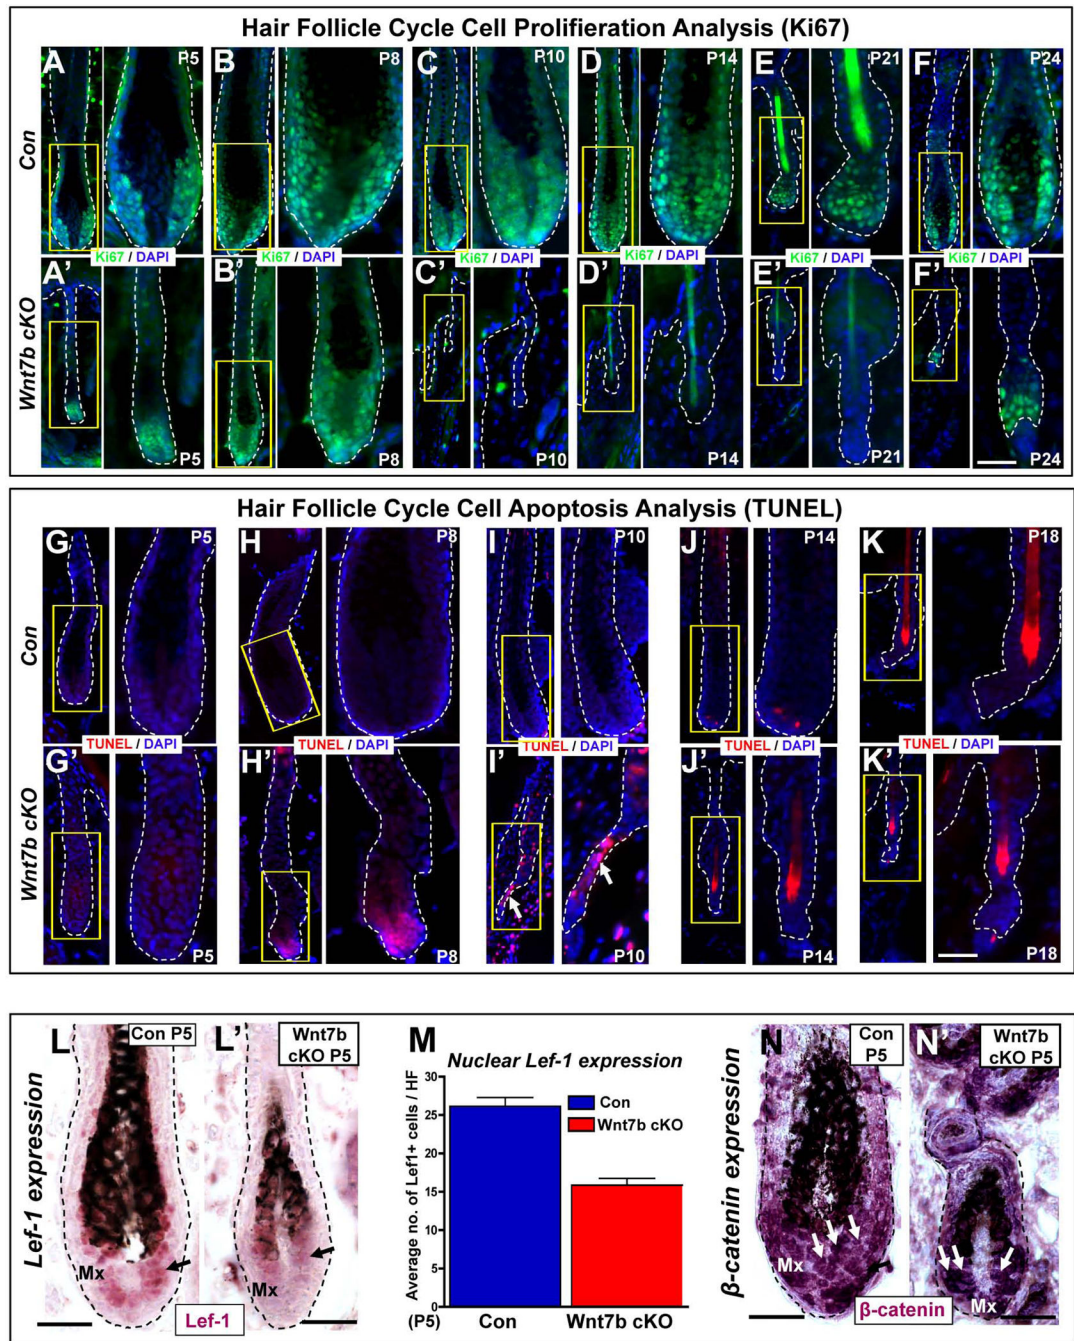 Hair Follicle Cycle Cell Prolifieration Analysis (Ki67)
Con
A P5 B P8 C P10 D P14 E P21 F P24
Ki67 / DAPI Ki67 / DAPI Ki67 / DAPI Ki67 / DAPI Ki67 / DAPI Ki67 / DAPI
Wnt7b cKO
A' B' C' D' E' F'
P5 P8 P10 P14 P21 P24
Hair Follicle Cycle Cell Apoptosis Analysis (TUNEL)
Con
G P5 H P8 I P10 J P14 K P18
TUNEL / DAPI TUNEL / DAPI TUNEL / DAPI TUNEL / DAPI
Wnt7b cKO
G' H' I' J' K'
P5 P8 P10 P14 P18
Lef-1 expression
L Con P5
Mx
L' Wnt7b
cKO P5
Mx
Lef-1
M
Nuclear Lef-1 expression
Average no. of Lef1+ cells / HF
30
25
20
15
10
5
0
Con
Wnt7b cKO
(P5) Con Wnt7b cKO
β-catenin expression
N Con
P5
Mx
N' Wnt7b
cKO P5
Mx
β-catenin